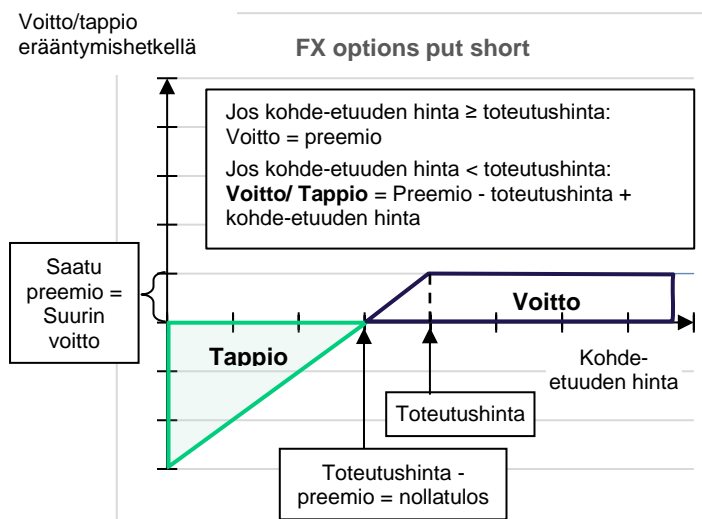 Voitto/tappio
erääntymishetkellä
FX options put short
Jos kohde-etuuden hinta ≥ toteutushinta:
Voitto = preemio
Jos kohde-etuuden hinta < toteutushinta:
Voitto/ Tappio = Preemio - toteutushinta +
kohde-etuuden hinta
Saatu
preemio =
Suurin
voitto
Voitto
Tappio
Kohde-
etuuden hinta
Toteutushinta
Toteutushinta -
preemio = nollatulos